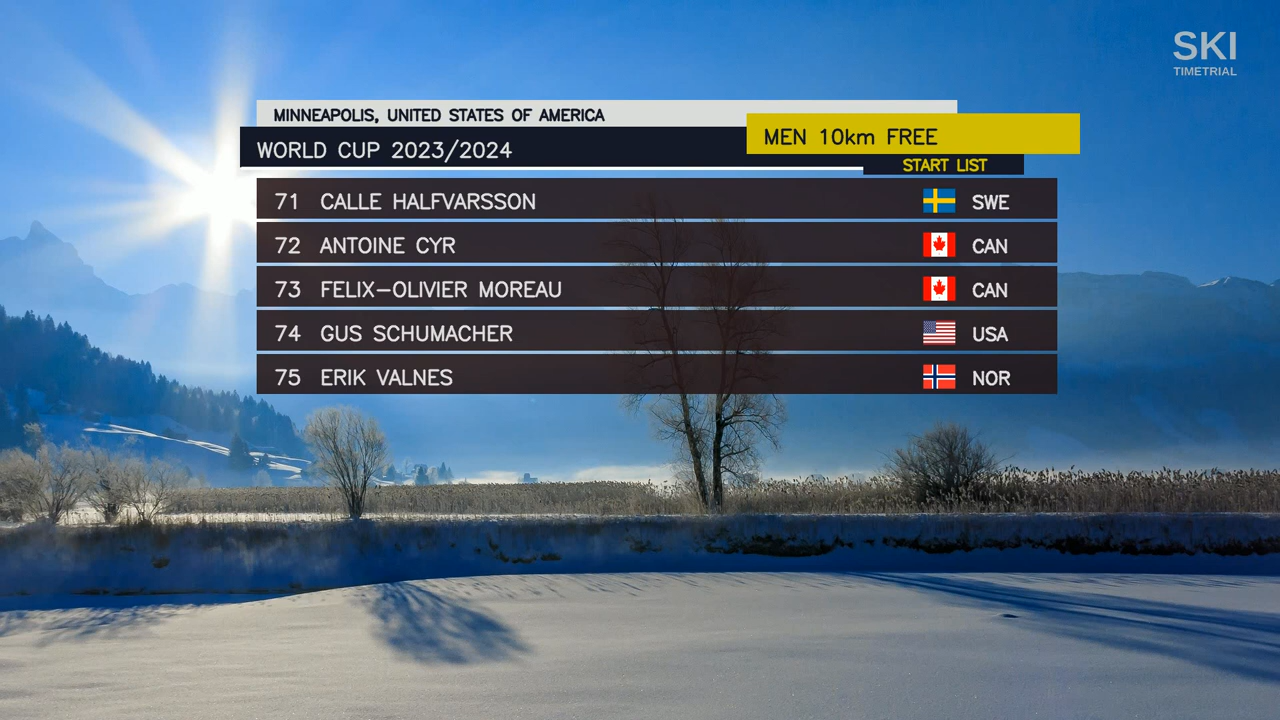 SKI
TIMETRIAL
MINNEAPOLIS, UNITED STATES OF AMERICA
WORLD CUP 2023/2024
MEN 10km FREE
START LIST
71 CALLE HALFVARSSON SWE
72 ANTOINE CYR CAN
73 FELIX-OLIVIER MOREAU CAN
74 GUS SCHUMACHER USA
75 ERIK VALNES NOR